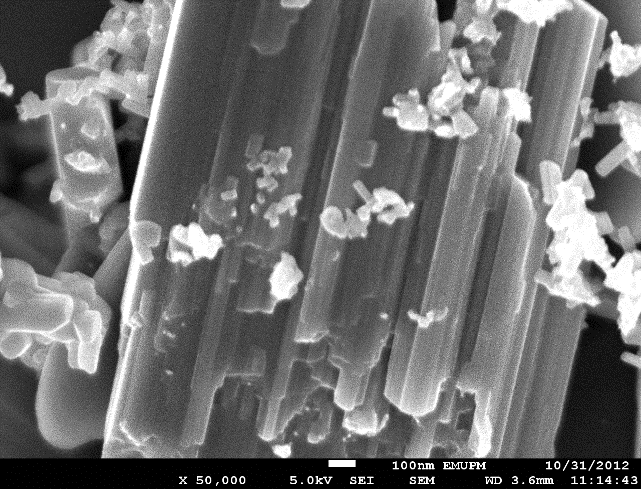 100nm EMUPM 10/31/2012
X 50,000 5.0kV SEI SEM WD 3.6mm 11:14:43